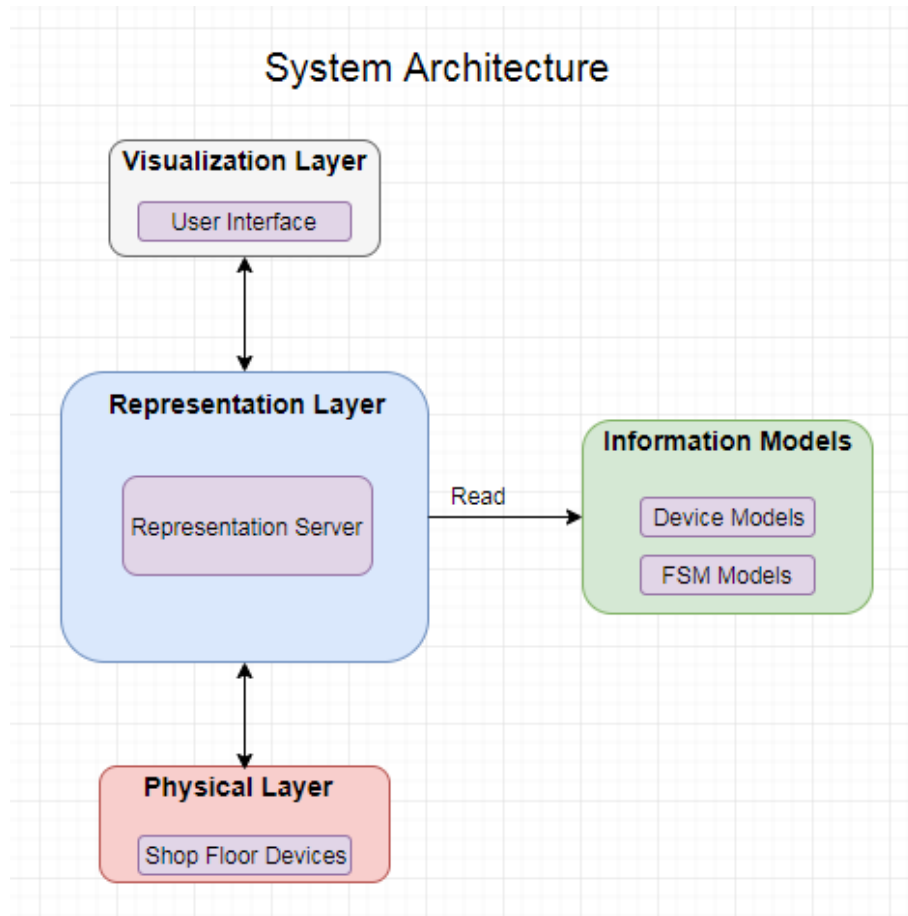 System Architecture
Visualization Layer
User Interface
Representation Layer
Representation Server
Read
Information Models
Device Models
FSM Models
Physical Layer
Shop Floor Devices